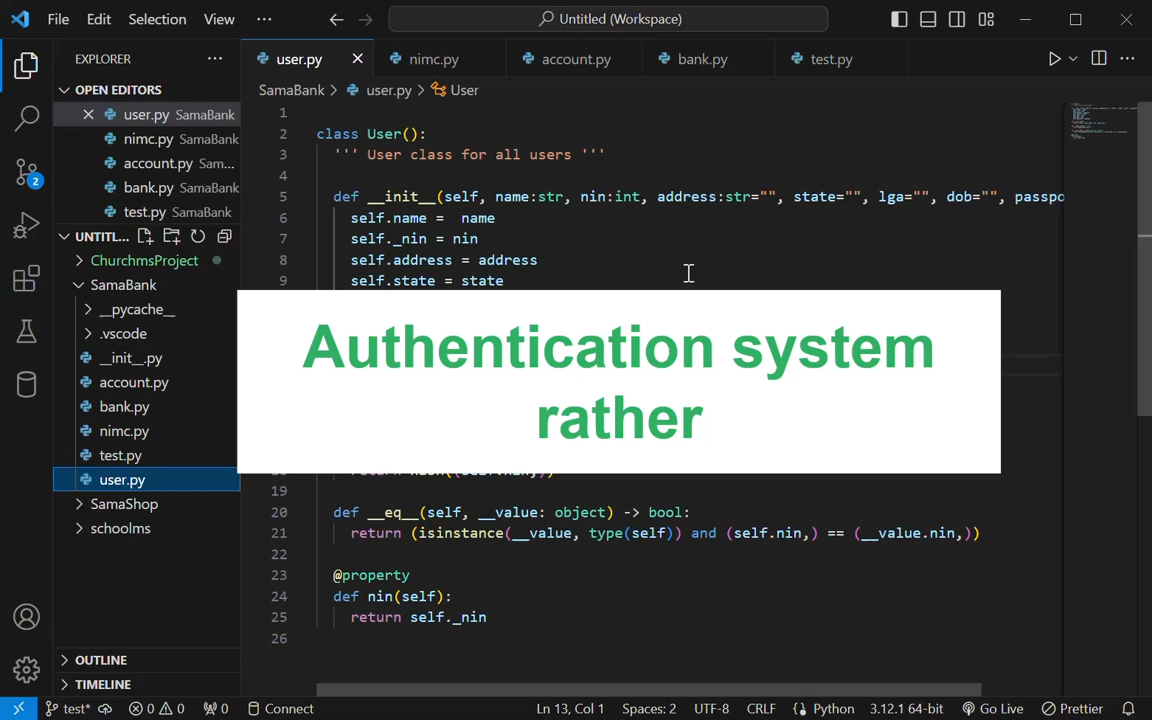 File Edit Selection View ··· Untitled (Workspace)
EXPLORER ···
user.py nimc.py account.py bank.py test.py
OPEN EDITORS
user.py SamaBank
nimc.py SamaBank
account.py Sam...
bank.py SamaBank
test.py SamaBank
UNTITL...
ChurchmsProject
SamaBank
__pycache__
.vscode
__init__.py
account.py
bank.py
nimc.py
test.py
user.py
SamaShop
schoolms
OUTLINE
TIMELINE
2
SamaBank > user.py > User
1
2 class User():
3 ''' User class for all users '''
4
5 def __init__(self, name:str, nin:int, address:str="", state="", lga="", dob="", passpo
6 self.name = name
7 self._nin = nin
8 self.address = address
9 self.state = state
Authentication system
rather
19
20 def __eq__(self, __value: object) -> bool:
21 return (isinstance(__value, type(self)) and (self.nin,) == (__value.nin,))
22
23 @property
24 def nin(self):
25 return self._nin
26
test* 0 0 0 Connect Ln 13, Col 1 Spaces: 2 UTF-8 CRLF Python 3.12.1 64-bit Go Live Prettier